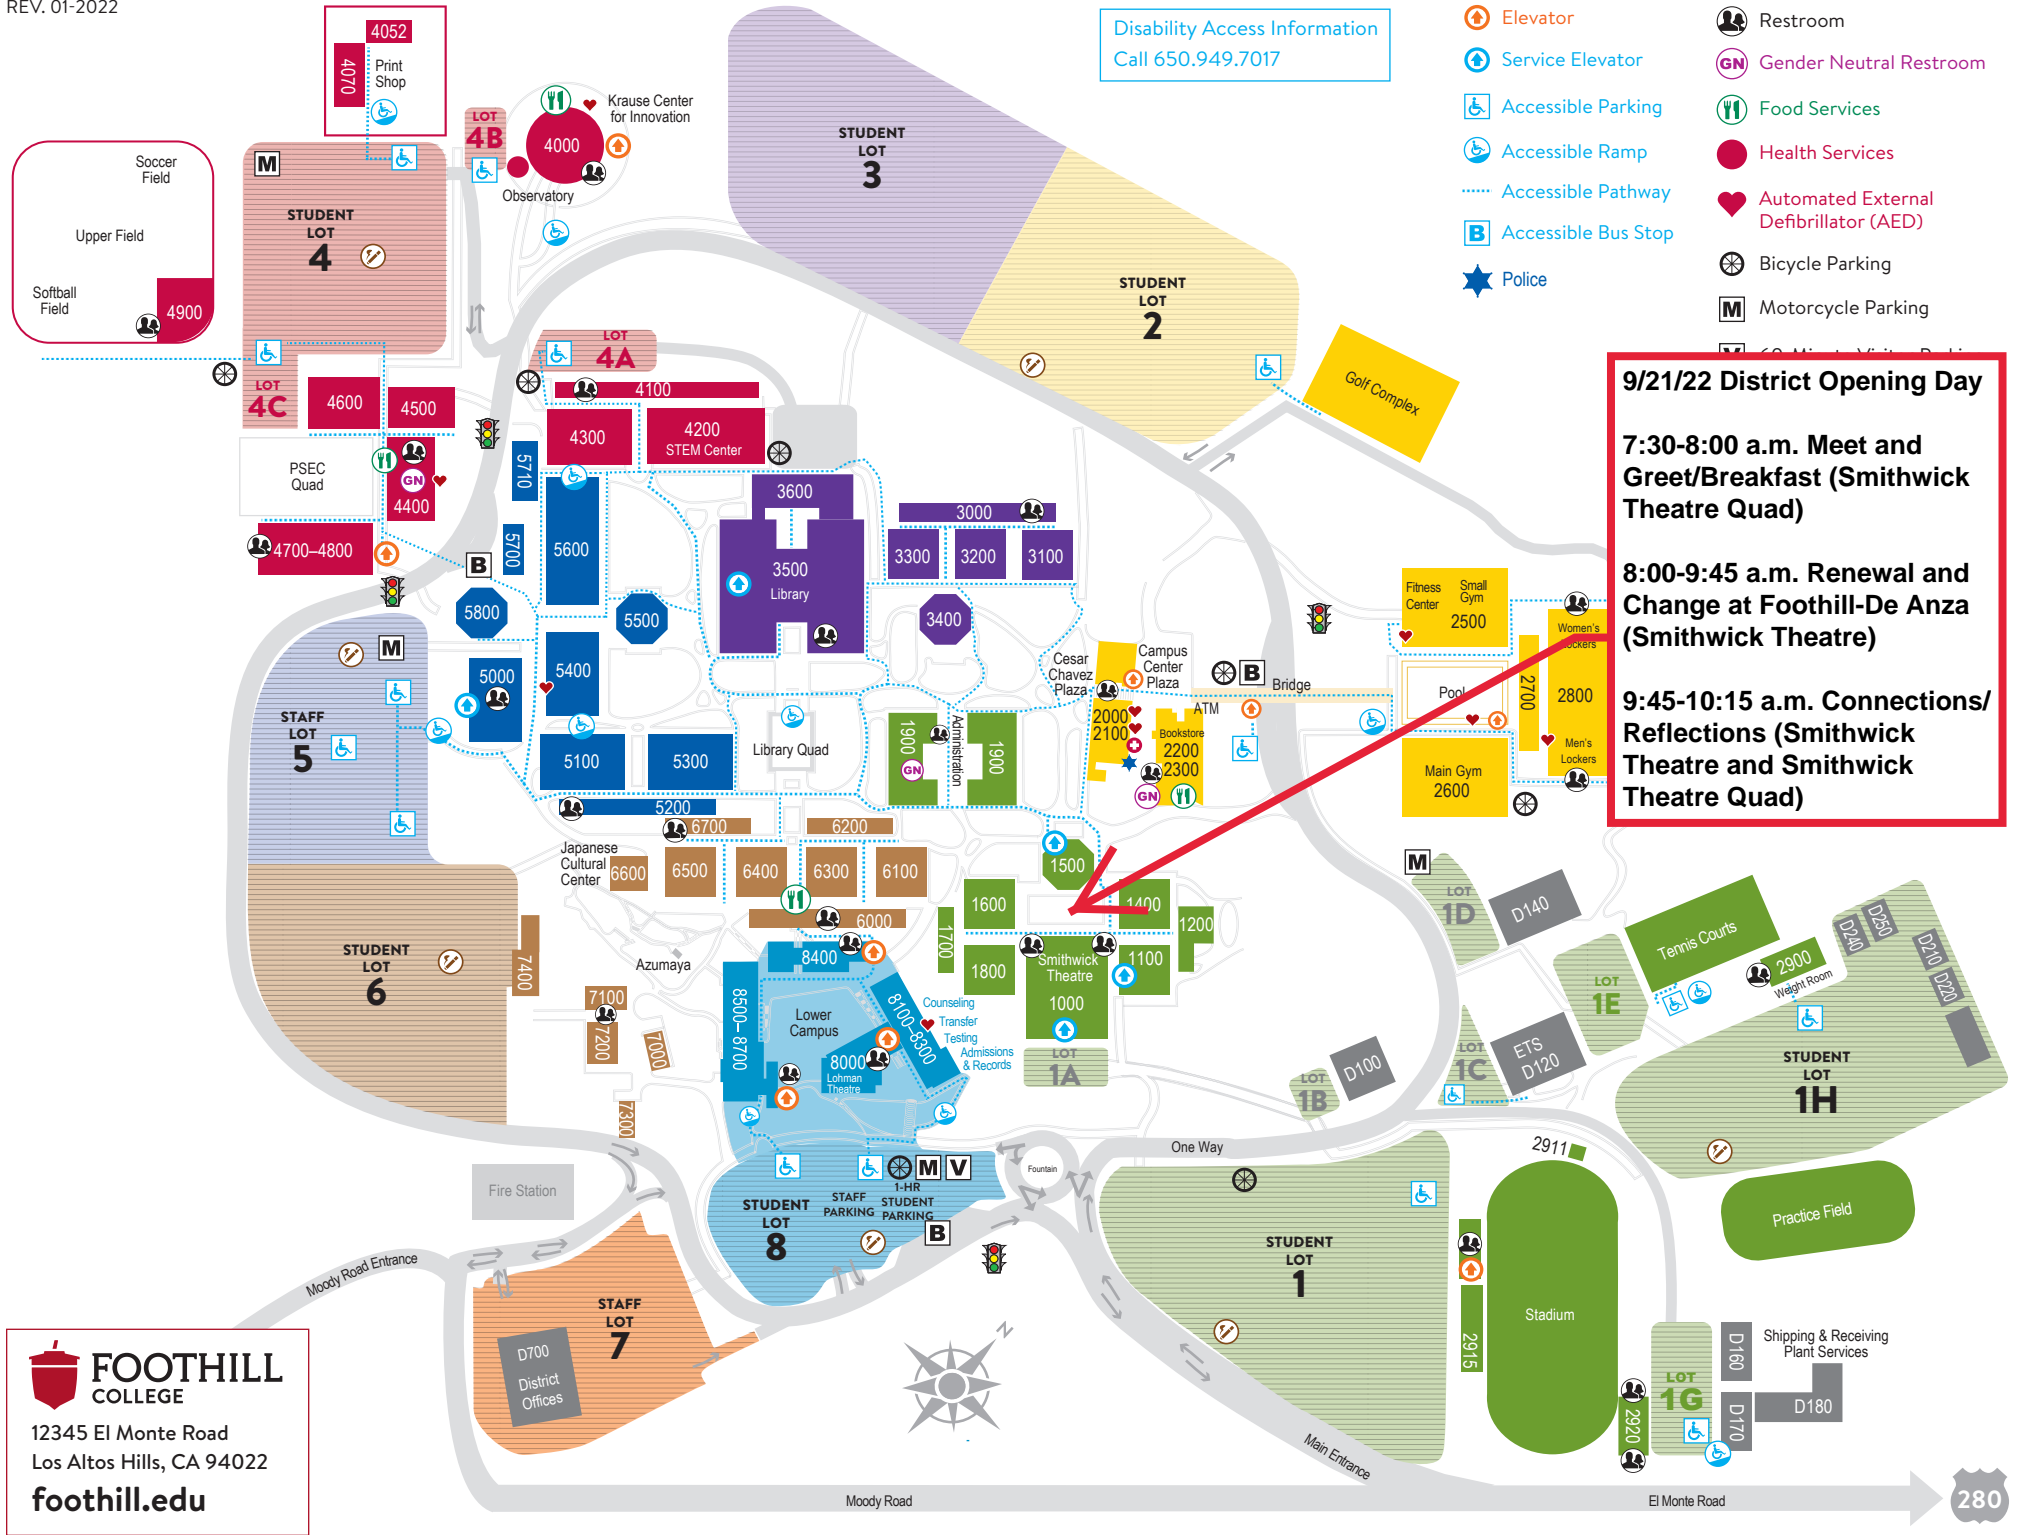 REV. 01-2022
4052
4070
Print
Shop
LOT
4B
Krause Center
for Innovation
4000
Observatory
Disability Access Information
Call 650.949.7017
Elevator
Service Elevator
Accessible Parking
Accessible Ramp
Accessible Pathway
B Accessible Bus Stop
Police
Restroom
GN Gender Neutral Restroom
Food Services
Health Services
Automated External
Defibrillator (AED)
Bicycle Parking
M Motorcycle Parking
9/21/22 District Opening Day
7:30-8:00 a.m. Meet and
Greet/Breakfast (Smithwick
Theatre Quad)
8:00-9:45 a.m. Renewal and
Change at Foothill-De Anza
(Smithwick Theatre)
9:45-10:15 a.m. Connections/
Reflections (Smithwick
Theatre and Smithwick
Theatre Quad)
Soccer
Field
Upper Field
Softball
Field
4900
M
STUDENT
LOT
4
STUDENT
LOT
3
STUDENT
LOT
2
Golf Complex
LOT
4A
LOT
4C
4600
4500
4100
4300
4200
STEM Center
PSEC
Quad
GN
4400
4700–4800
5710
5700
5600
B
5800
5500
3600
3500
Library
3000
3300
3200
3100
3400
M
5000
5400
STAFF
LOT
5
5100
5300
5200
Library Quad
1900
GN
Administration
1900
Cesar
Chavez
Plaza
Campus
Center
Plaza
B
Bridge
ATM
2000
2100
Bookstore
2200
2300
GN
Fitness
Center
Small
Gym
2500
Women's
Pool
2700
2800
Men's
Lockers
Main Gym
2600
6700
6200
Japanese
Cultural
Center
6600
6500
6400
6300
6100
6000
1500
1600
1400
1200
1700
1800
1100
Smithwick
Theatre
1000
LOT
1A
M
LOT
1D
D140
Tennis Courts
D240
D250
D210
D220
2900
Weight Room
LOT
1E
STUDENT
LOT
1H
LOT
1C
ETS
D120
LOT
1B
D100
STUDENT
LOT
6
7400
Azumaya
7100
7200
7000
7300
8400
8500–8700
Lower
Campus
8100–8300
8000
Lohman
Theatre
Counseling
Transfer
Testing
Admissions
& Records
One Way
Fountain
Fire Station
STUDENT
LOT
8
STAFF
PARKING
M
V
1-HR
STUDENT
PARKING
B
2911
Practice Field
STUDENT
LOT
1
Stadium
2915
2920
LOT
1G
D160
D170
D180
Shipping & Receiving
Plant Services
Moody Road Entrance
STAFF
LOT
7
D700
District
Offices
N
Main Entrance
Moody Road
El Monte Road
280
FOOTHILL
COLLEGE
12345 El Monte Road
Los Altos Hills, CA 94022
foothill.edu